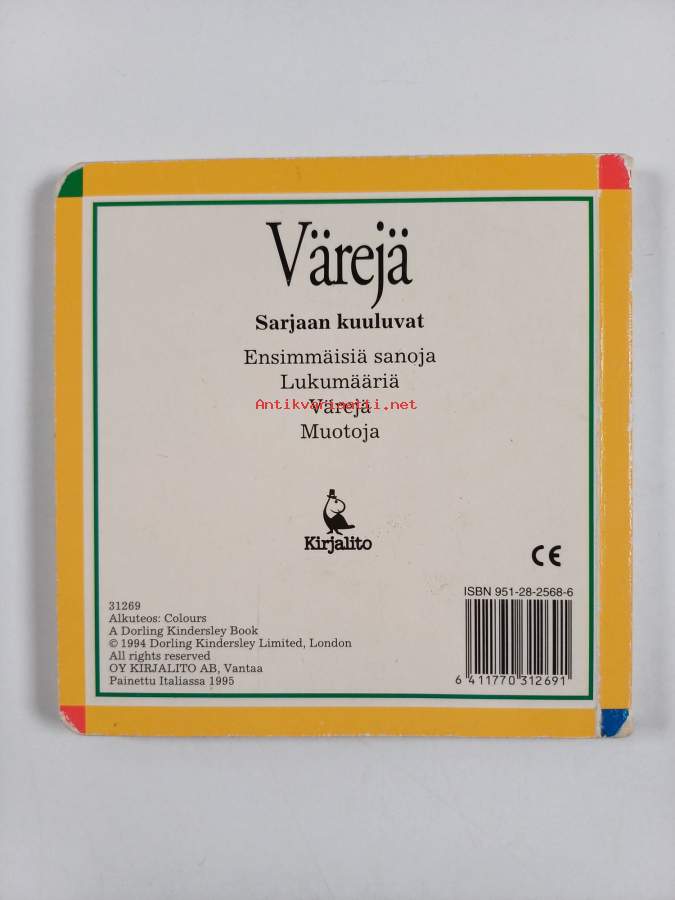 Värejä
Sarjaan kuuluvat
Ensimmäisiä sanoja
Lukumääriä
Värejä
Antikvariaatti.net
Muotoja
Kirjalito
CE
ISBN 951-28-2568-6
6 411770 312691
31269
Alkuteos: Colours
A Dorling Kindersley Book
© 1994 Dorling Kindersley Limited, London
All rights reserved
OY KIRJALITO AB, Vantaa
Painettu Italiassa 1995